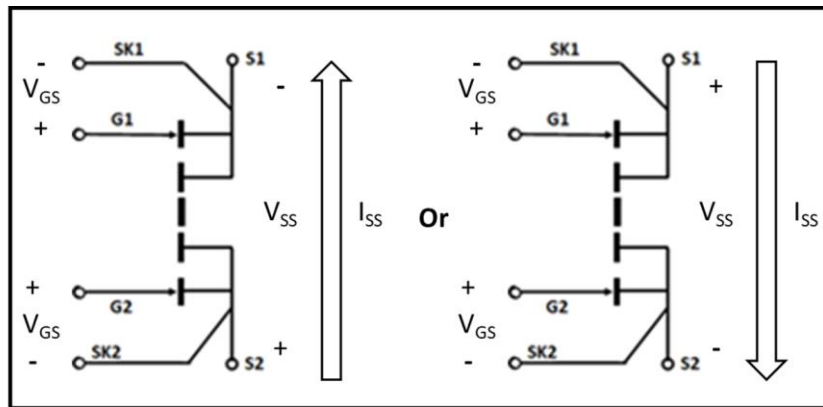 - SK1 S1
V_GS -
+ G1
V_SS I_SS
+ G2
V_GS
- SK2 S2 +
Or
- SK1 S1
V_GS +
+ G1
V_SS I_SS
+ G2
V_GS -
- SK2 S2